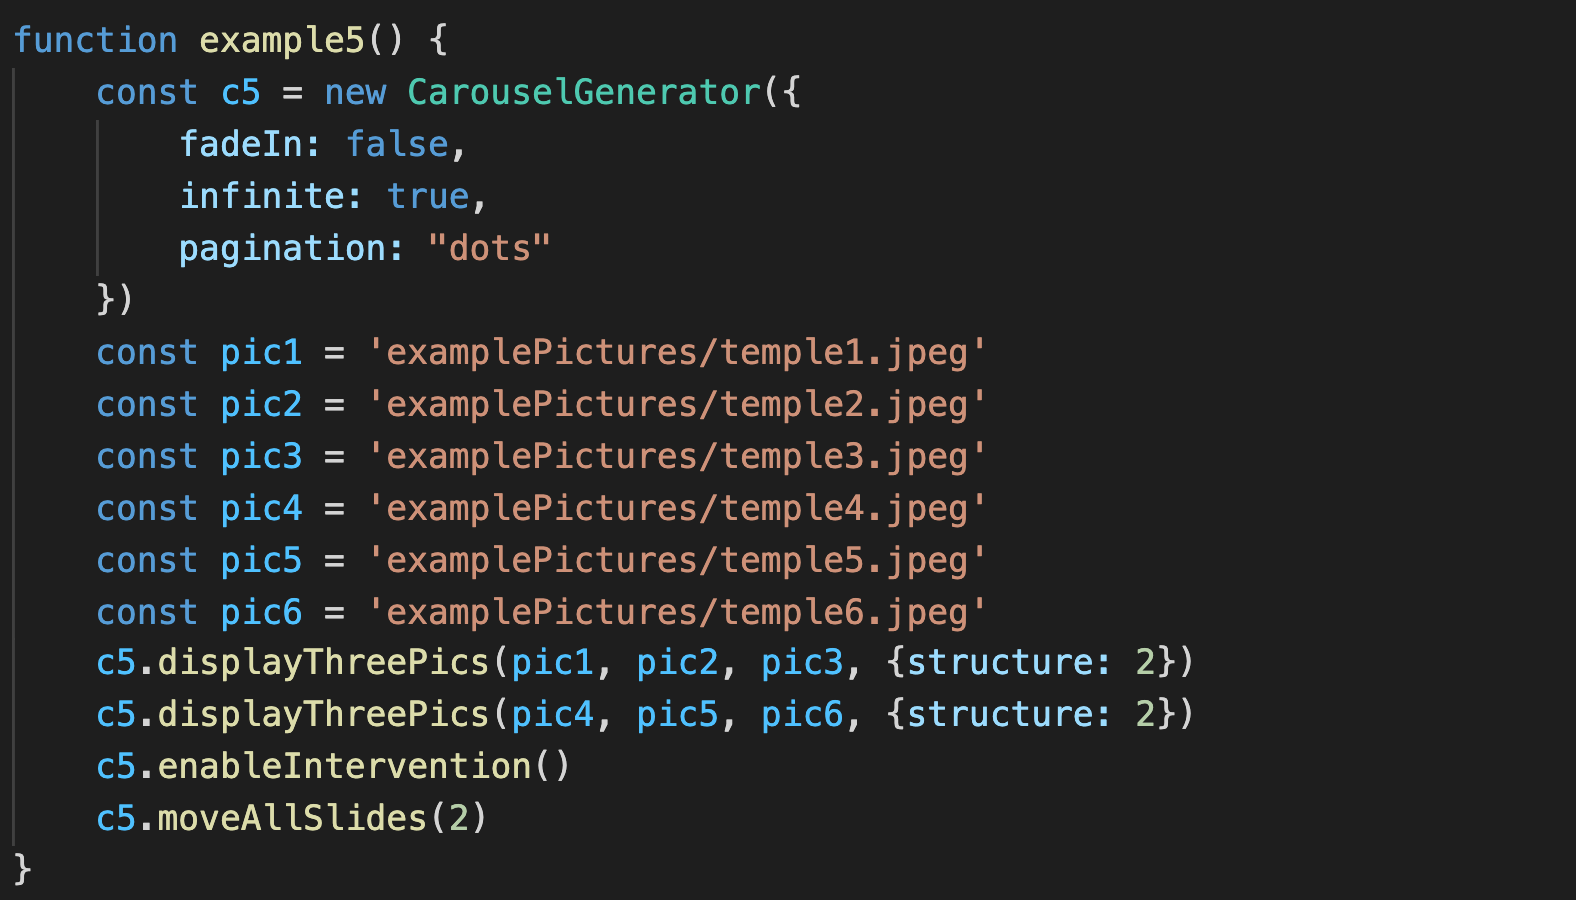 function example5() {
    const c5 = new CarouselGenerator({
        fadeIn: false,
        infinite: true,
        pagination: "dots"
    })
    const pic1 = 'examplePictures/temple1.jpeg'
    const pic2 = 'examplePictures/temple2.jpeg'
    const pic3 = 'examplePictures/temple3.jpeg'
    const pic4 = 'examplePictures/temple4.jpeg'
    const pic5 = 'examplePictures/temple5.jpeg'
    const pic6 = 'examplePictures/temple6.jpeg'
    c5.displayThreePics(pic1, pic2, pic3, {structure: 2})
    c5.displayThreePics(pic4, pic5, pic6, {structure: 2})
    c5.enableIntervention()
    c5.moveAllSlides(2)
}